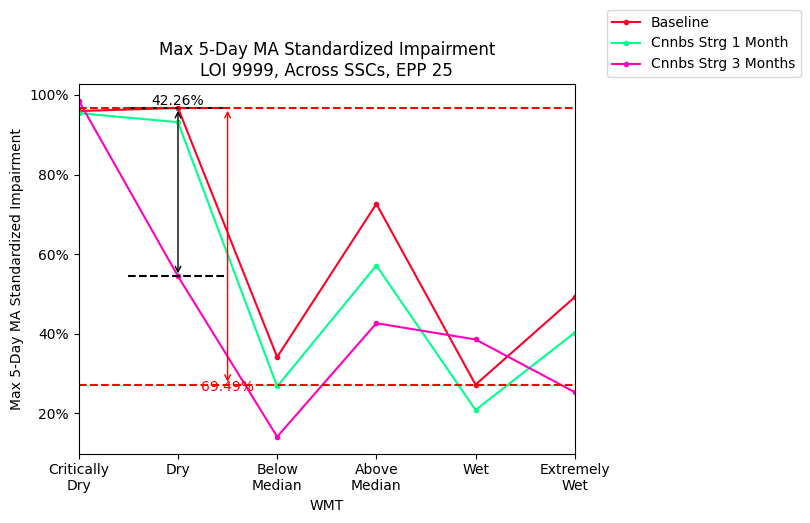 Baseline
Cnnbs Strg 1 Month
Cnnbs Strg 3 Months
Max 5-Day MA Standardized Impairment
LOI 9999, Across SSCs, EPP 25
100%
80%
60%
40%
20%
Max 5-Day MA Standardized Impairment
42.26%
69.49%
Critically
Dry
Dry
Below
Median
Above
Median
Wet
Extremely
Wet
WMT